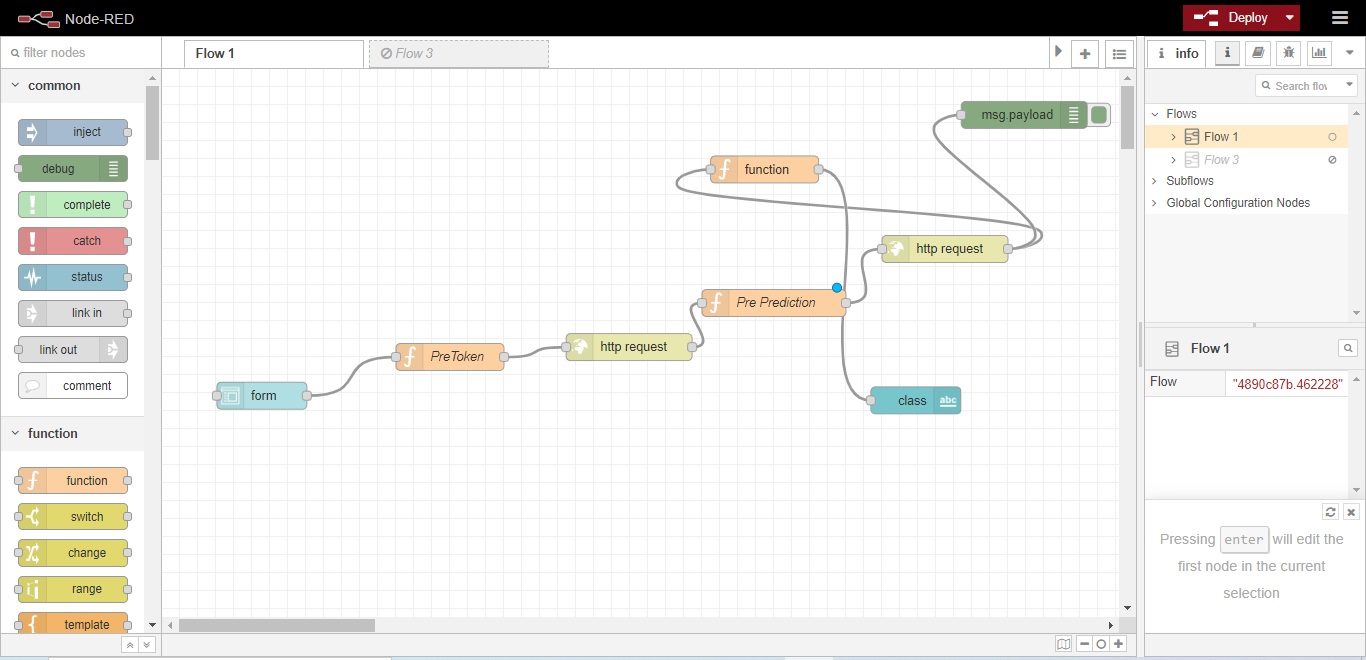 Node-RED
Deploy
filter nodes
Flow 1
Flow 3
info
Search flov
common
inject
debug
complete
catch
status
link in
link out
comment
function
function
switch
change
range
template
msg.payload
function
http request
Pre Prediction
http request
PreToken
form
class
abc
Flows
Flow 1
Flow 3
Subflows
Global Configuration Nodes
Flow 1
Flow "4890c87b.462228"
Pressing enter will edit the
first node in the current
selection